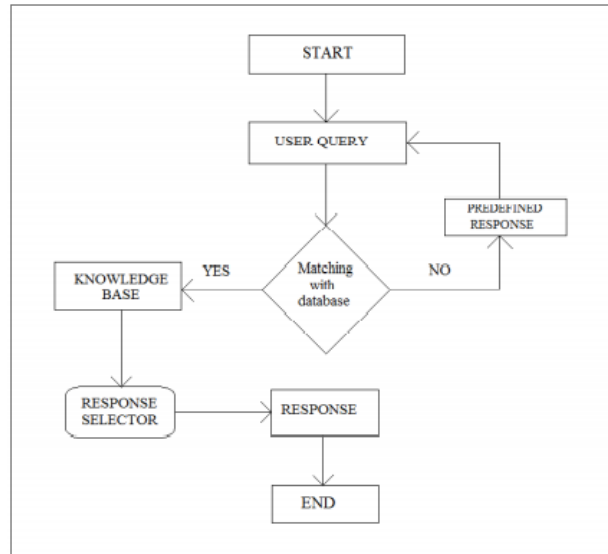 START
USER QUERY
PREDEFINED
RESPONSE
Matching
with
database
YES
NO
KNOWLEDGE
BASE
RESPONSE
SELECTOR
RESPONSE
END